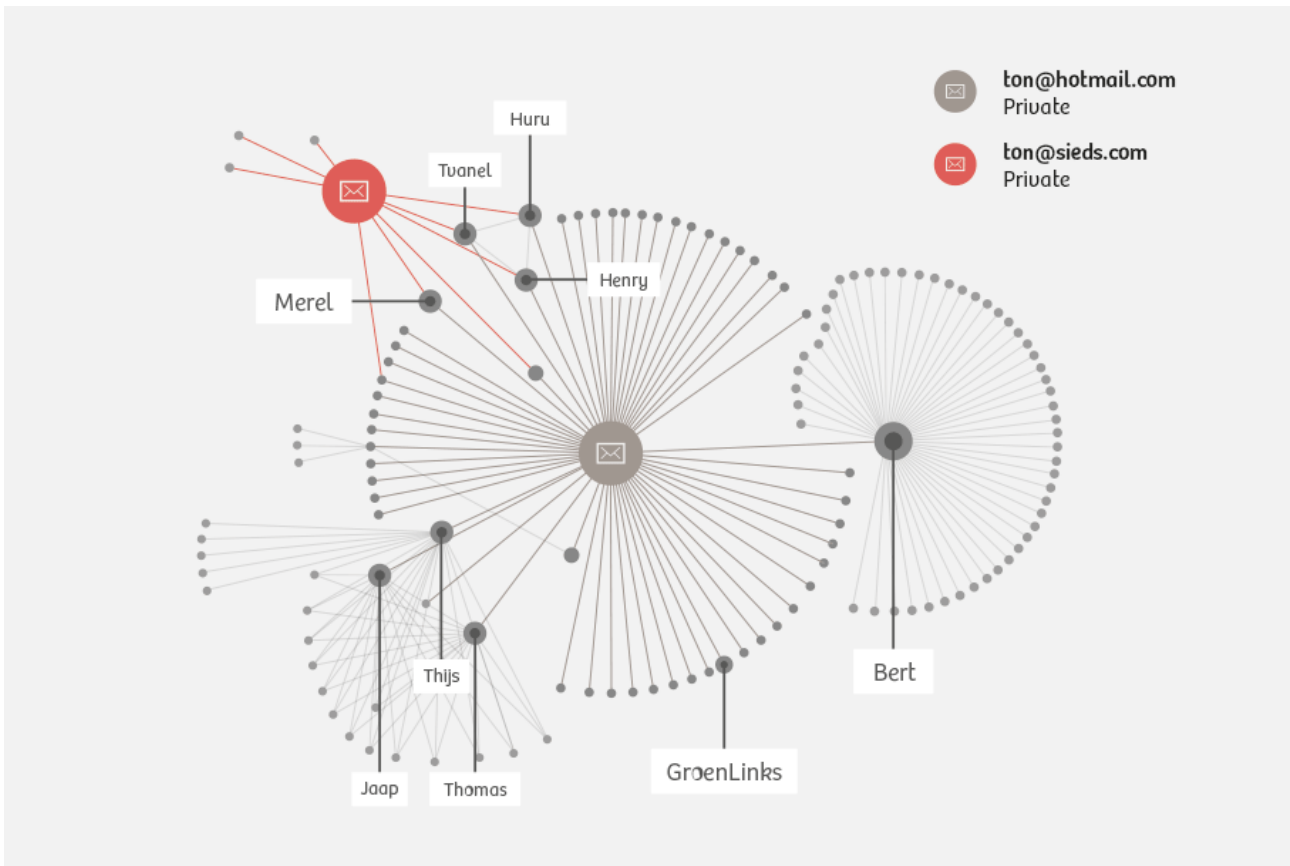 ton@hotmail.com
Private
ton@sieds.com
Private
Huru
Tvanel
Henry
Merel
Thijs
Bert
GroenLinks
Jaap
Thomas